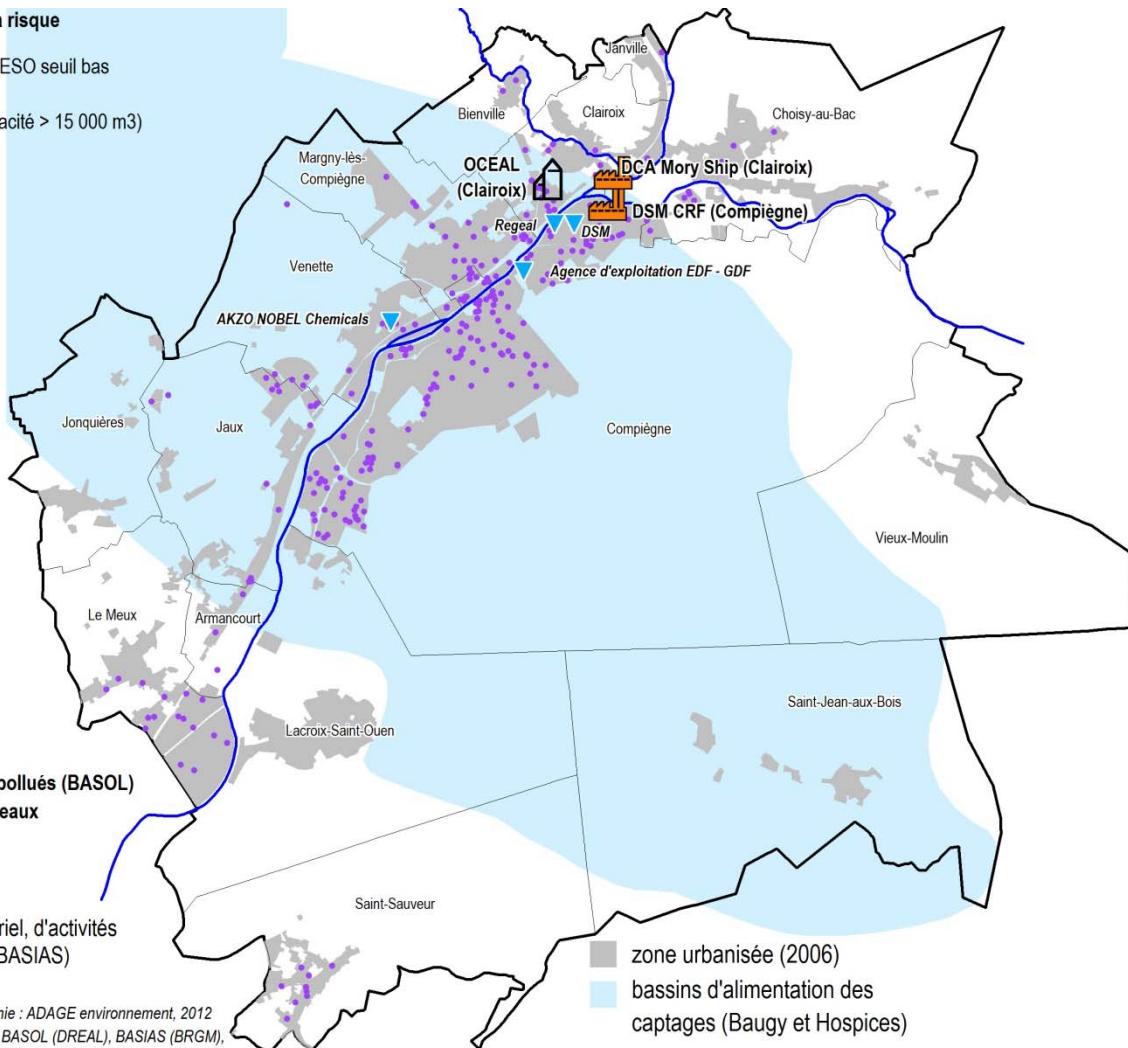 risque
ESO seuil bas
acité > 15 000 m3)
Janville
Bienville
Clairoix
Choisy-au-Bac
Margny-lès-
Compiègne
OCEAL
(Clairoix)
DCA Mory Ship (Clairoix)
DSM CRF (Compiègne)
Regeal
DSM
Venette
Agence d'exploitation EDF - GDF
AKZO NOBEL Chemicals
Jonquières
Jaux
Compiègne
Vieux-Moulin
Le Meux
Armancourt
Lacroix-Saint-Ouen
Saint-Jean-aux-Bois
pollués (BASOL)
eaux
Saint-Sauveur
riel, d'activités
BASIAS)
zone urbanisée (2006)
bassins d'alimentation des
captages (Baugy et Hospices)
nie : ADAGE environnement, 2012
BASOL (DREAL), BASIAS (BRGM),